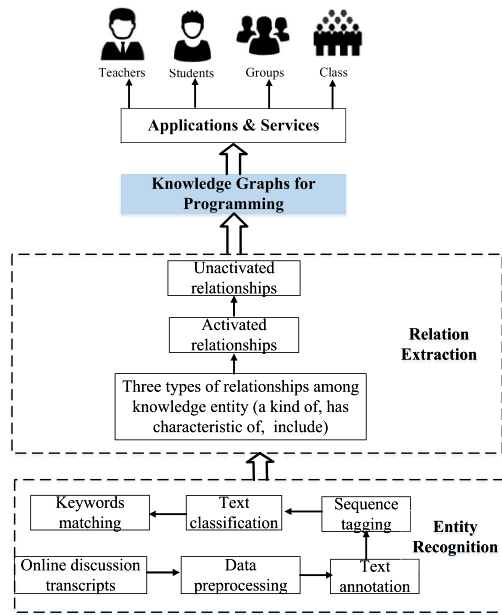 Teachers Students Groups Class
Applications & Services
Knowledge Graphs for
Programming
Unactivated
relationships
Activated
relationships
Relation
Extraction
Three types of relationships among
knowledge entity (a kind of, has
characteristic of, include)
Keywords
matching
Text
classification
Sequence
tagging
Entity
Recognition
Online discussion
transcripts
Data
preprocessing
Text
annotation